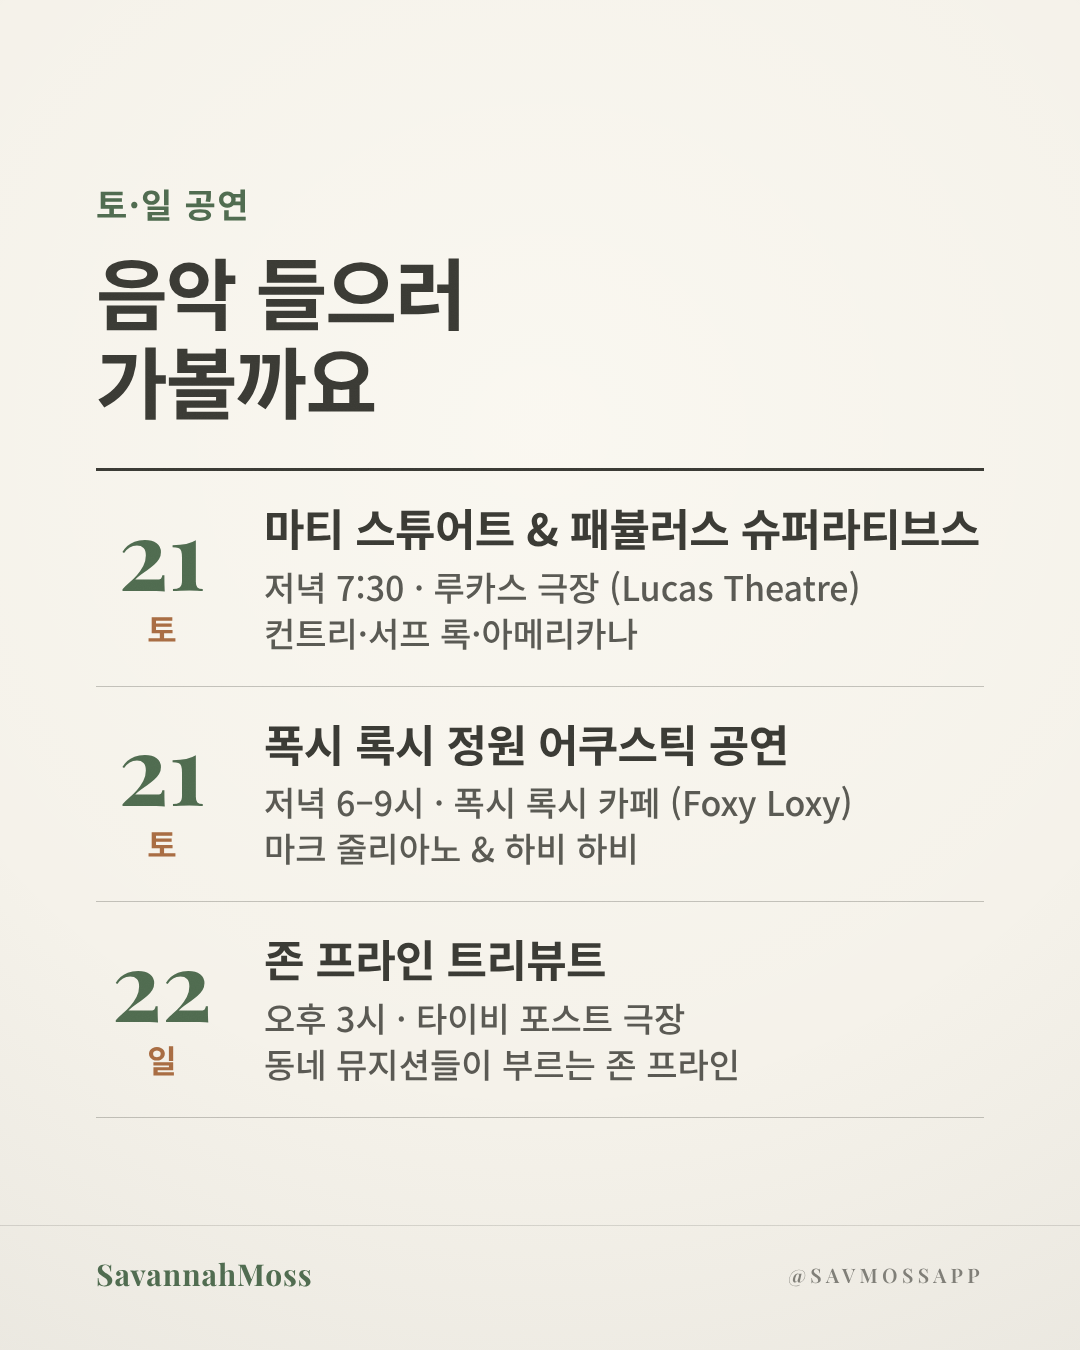 토·일 공연
음악 들으러
가볼까요
21
토
마티 스튜어트 & 패뷸러스 슈퍼라티브스
저녁 7:30 · 루카스 극장 (Lucas Theatre)
컨트리·서프 록·아메리카나
21
토
폭시 록시 정원 어쿠스틱 공연
저녁 6–9시 · 폭시 록시 카페 (Foxy Loxy)
마크 줄리아노 & 하비 하비
22
일
존 프라인 트리뷰트
오후 3시 · 타이비 포스트 극장
동네 뮤지션들이 부르는 존 프라인
SavannahMoss
@SAVMOSSAPP